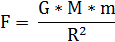 F = G * M * m / R²